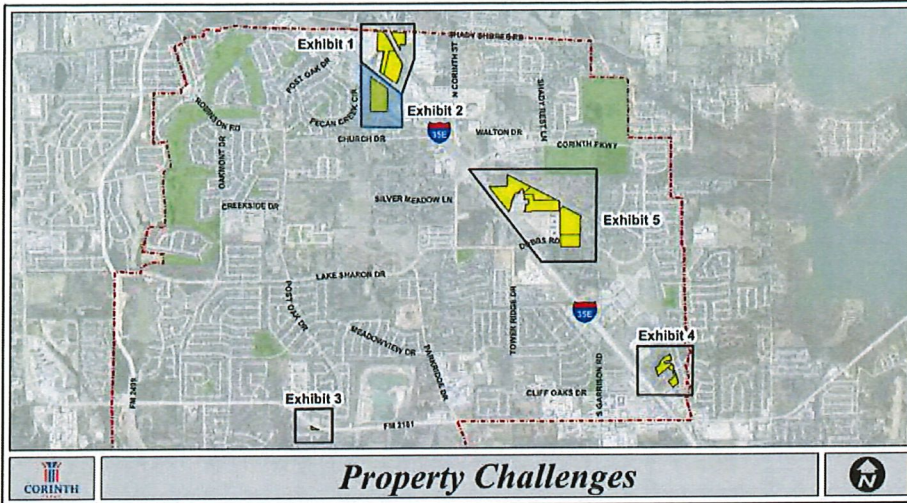 SHADY SHORES RD
Exhibit 1
N CORINTH ST
POST OAK DR
ROBINSON RD
PECAN CREEK CIR
Exhibit 2
SHADY REST LN
35E
WALTON DR
CHURCH DR
OAKMONT DR
CORINTH PKWY
CREEKSIDE DR
SILVER MEADOW LN
Exhibit 5
DOBBS RD
LAKE SHARON DR
POST OAK DR
TOWER RIDGE DR
35E
MEADOWVIEW DR
PARKRIDGE DR
Exhibit 4
S GARRISON RD
FM 2499
CLIFF OAKS DR
Exhibit 3
FM 2181
CORINTH
TEXAS
Property Challenges
N